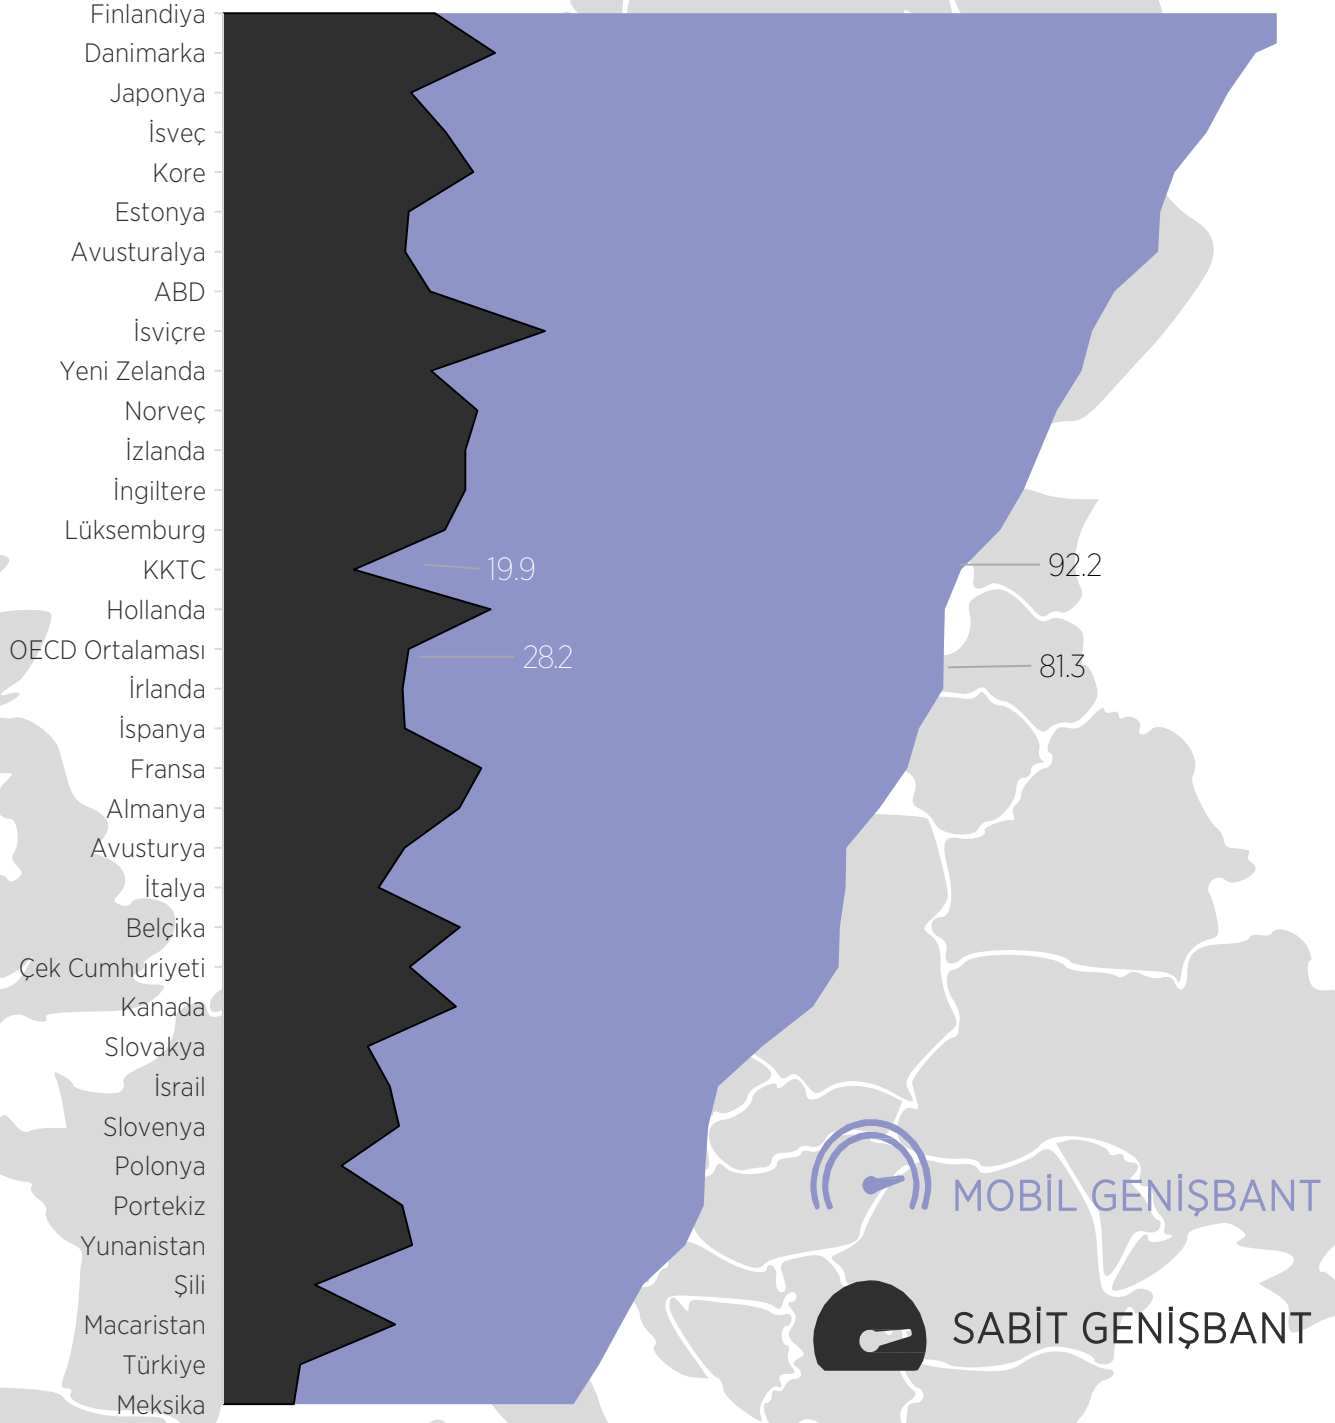 Finlandiya
Danimarka
Japonya
İsveç
Kore
Estonya
Avusturalya
ABD
İsviçre
Yeni Zelanda
Norveç
İzlanda
İngiltere
Lüksemburg
KKTC 19.9 92.2
Hollanda
OECD Ortalaması 28.2 81.3
İrlanda
İspanya
Fransa
Almanya
Avusturya
İtalya
Belçika
Çek Cumhuriyeti
Kanada
Slovakya
İsrail
Slovenya
Polonya
MOBİL GENİŞBANT
Portekiz
Yunanistan
Şili
Macaristan
SABİT GENİŞBANT
Türkiye
Meksika